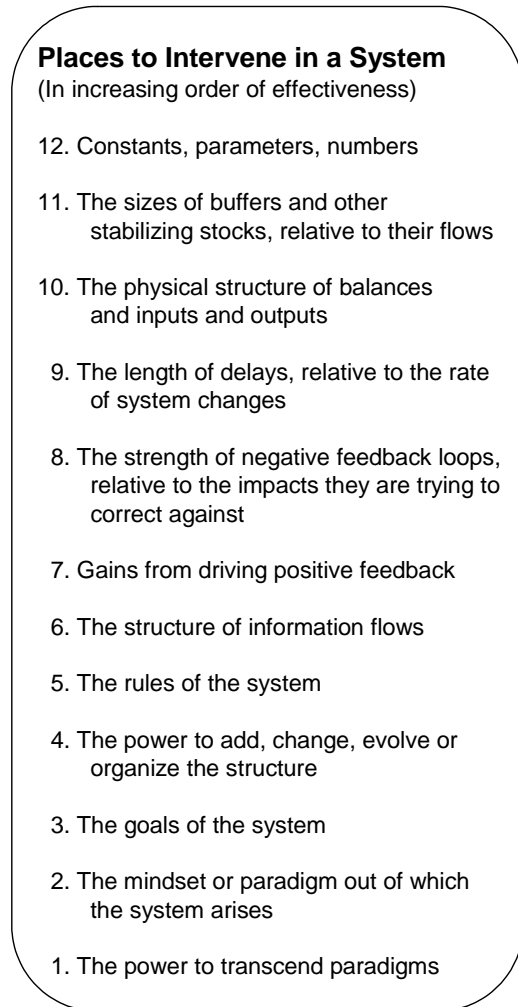 Places to Intervene in a System
(In increasing order of effectiveness)
12. Constants, parameters, numbers
11. The sizes of buffers and other
stabilizing stocks, relative to their flows
10. The physical structure of balances
and inputs and outputs
9. The length of delays, relative to the rate
of system changes
8. The strength of negative feedback loops,
relative to the impacts they are trying to
correct against
7. Gains from driving positive feedback
6. The structure of information flows
5. The rules of the system
4. The power to add, change, evolve or
organize the structure
3. The goals of the system
2. The mindset or paradigm out of which
the system arises
1. The power to transcend paradigms